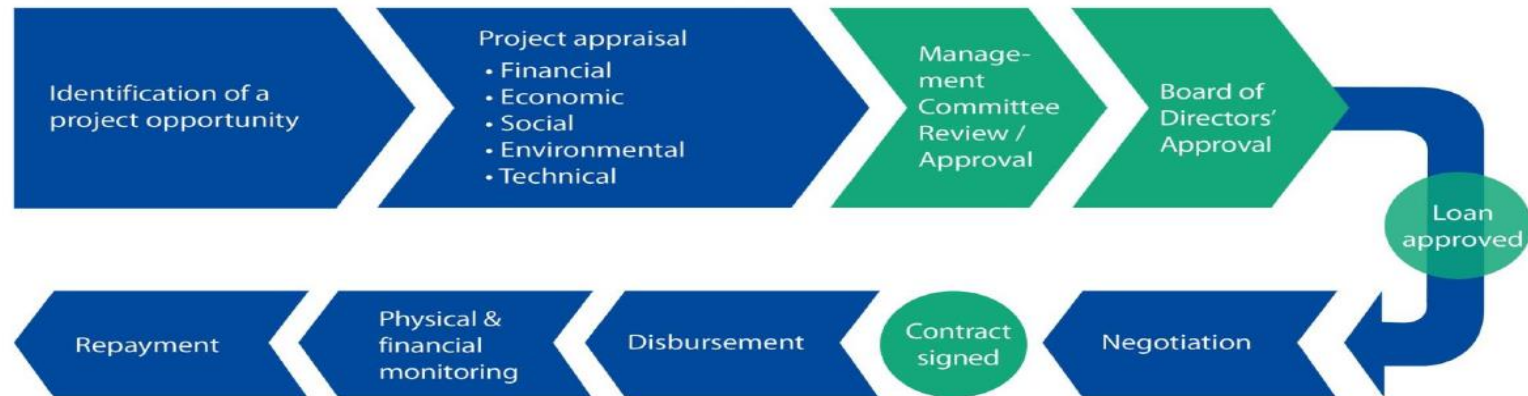 Identification of a
project opportunity
Project appraisal
• Financial
• Economic
• Social
• Environmental
• Technical
Manage-
ment
Committee
Review /
Approval
Board of
Directors’
Approval
Loan
approved
Negotiation
Contract
signed
Disbursement
Physical &
financial
monitoring
Repayment